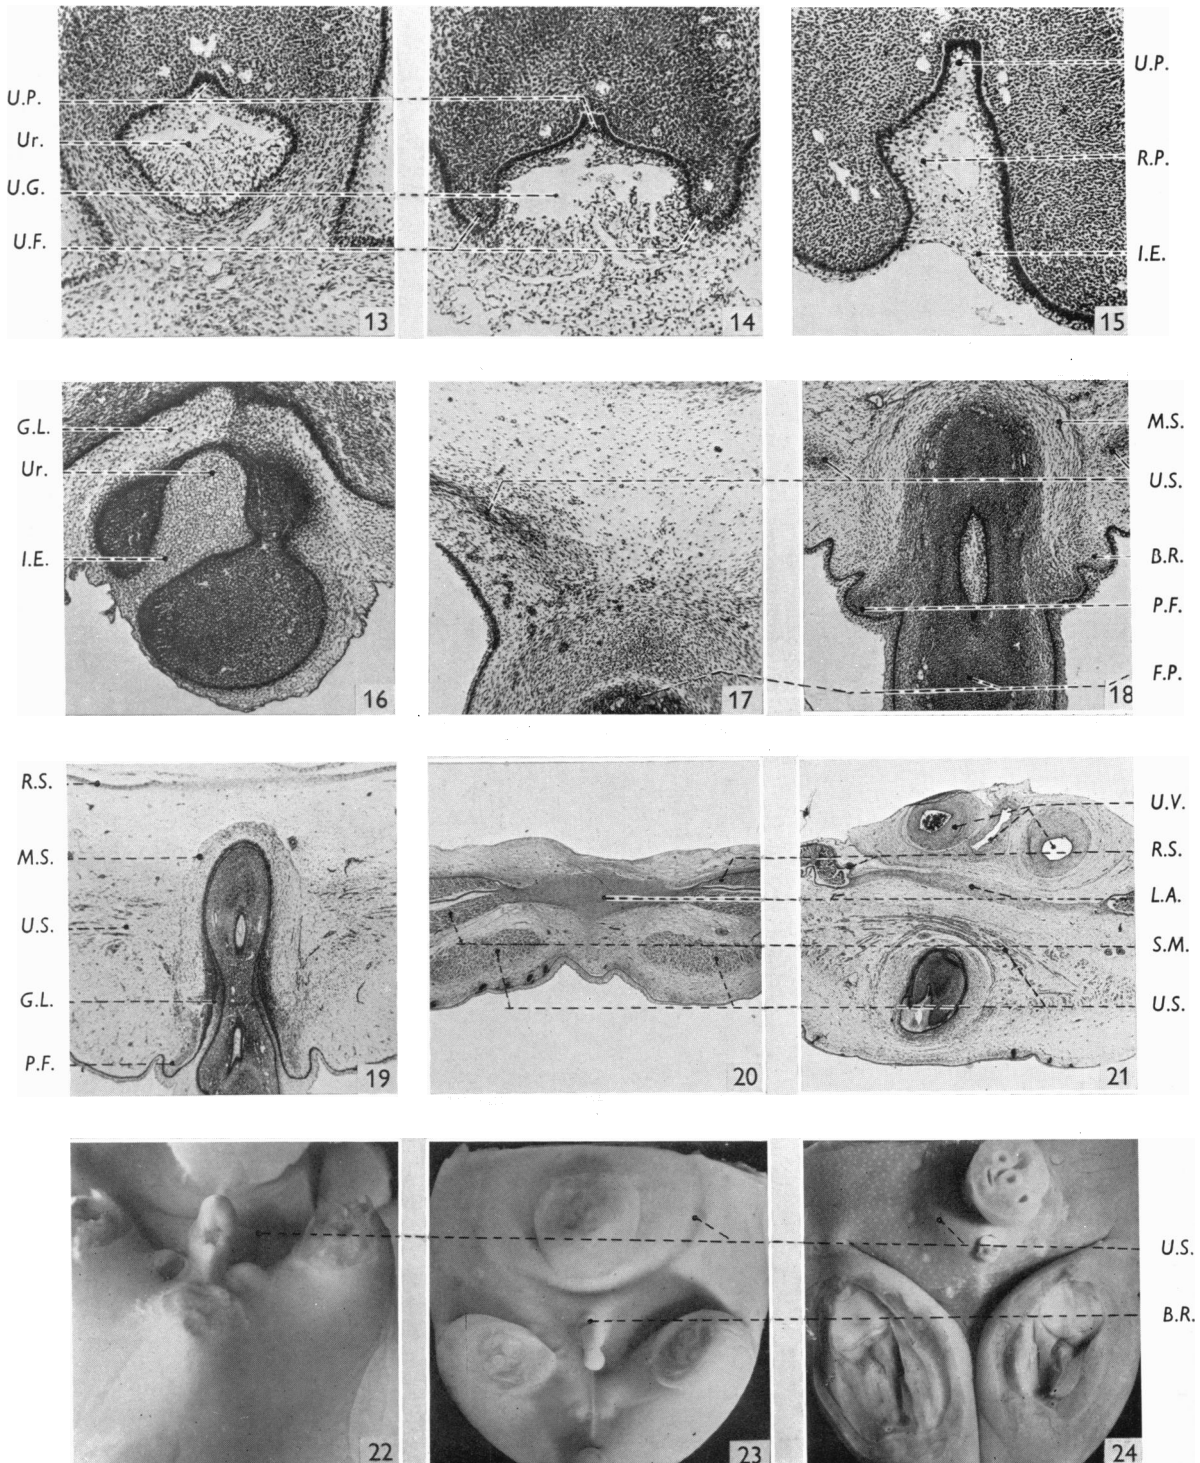 U.P.
Ur.
U.G.
U.F.
13
14
15
U.P.
R.P.
I.E.
G.L.
Ur.
I.E.
16
17
18
M.S.
U.S.
B.R.
P.F.
F.P.
R.S.
M.S.
U.S.
G.L.
P.F.
19
20
21
U.V.
R.S.
L.A.
S.M.
U.S.
22
23
24
U.S.
B.R.